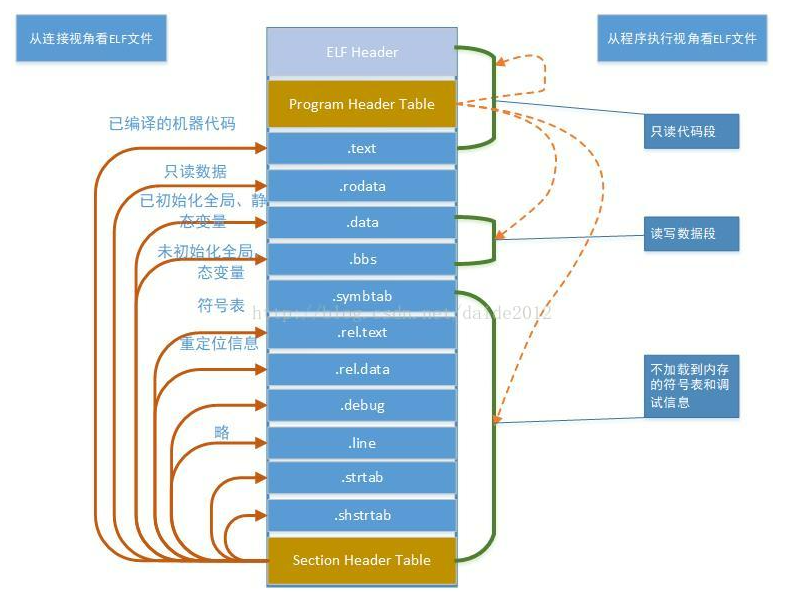 从连接视角看ELF文件
从程序执行视角看ELF文件
ELF Header
Program Header Table
已编译的机器代码
只读代码段
.text
只读数据
.rodata
已初始化全局、静
态变量
.data
读写数据段
未初始化全局
态变量
.bbs
.symbtab
符号表
http://blog.csdn.net/daide2012
.rel.text
重定位信息
.rel.data
不加载到内存
的符号表和调
试信息
.debug
略
.line
.strtab
.shstrtab
Section Header Table